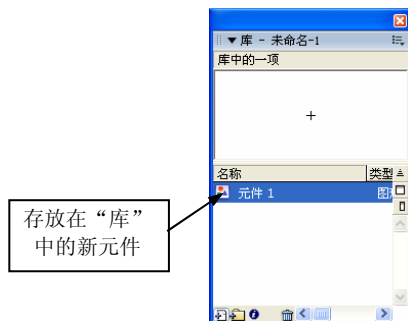 库 - 未命名-1
库中的一项
名称
类型
元件 1
存放在“库”
中的新元件